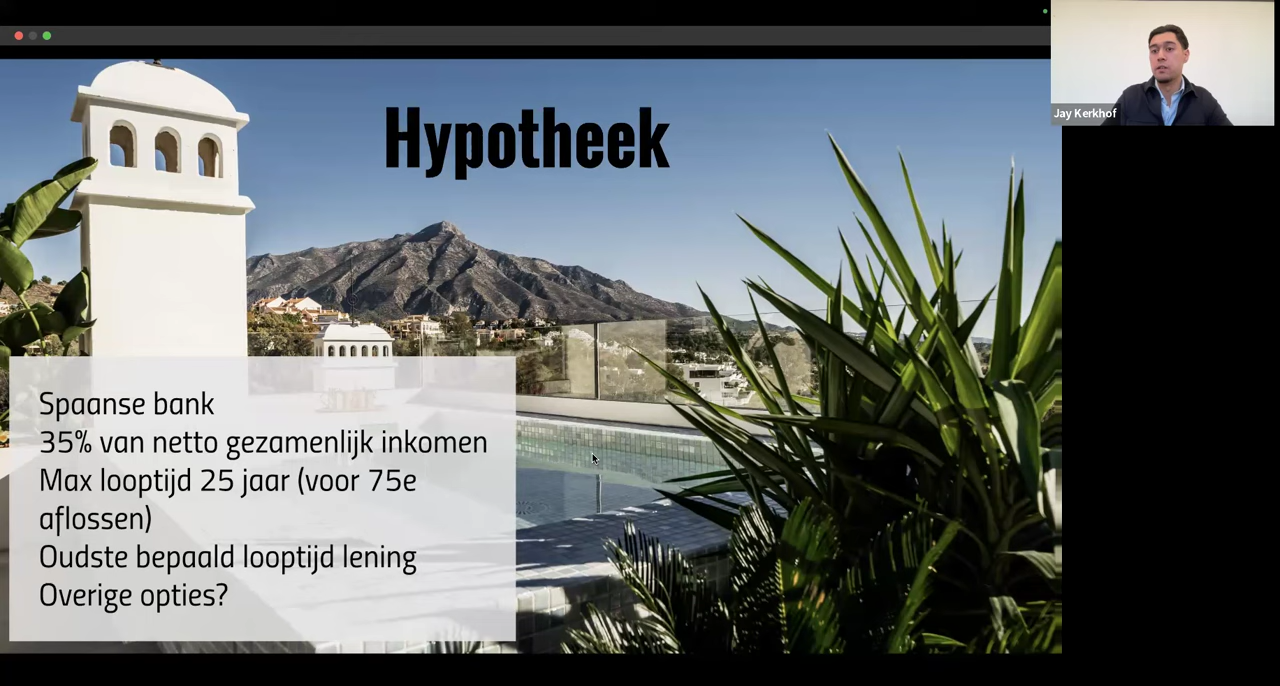 Hypotheek
Jay Kerkhof
Spaanse bank
35% van netto gezamenlijk inkomen
Max looptijd 25 jaar (voor 75e
aflossen)
Oudste bepaald looptijd lening
Overige opties?